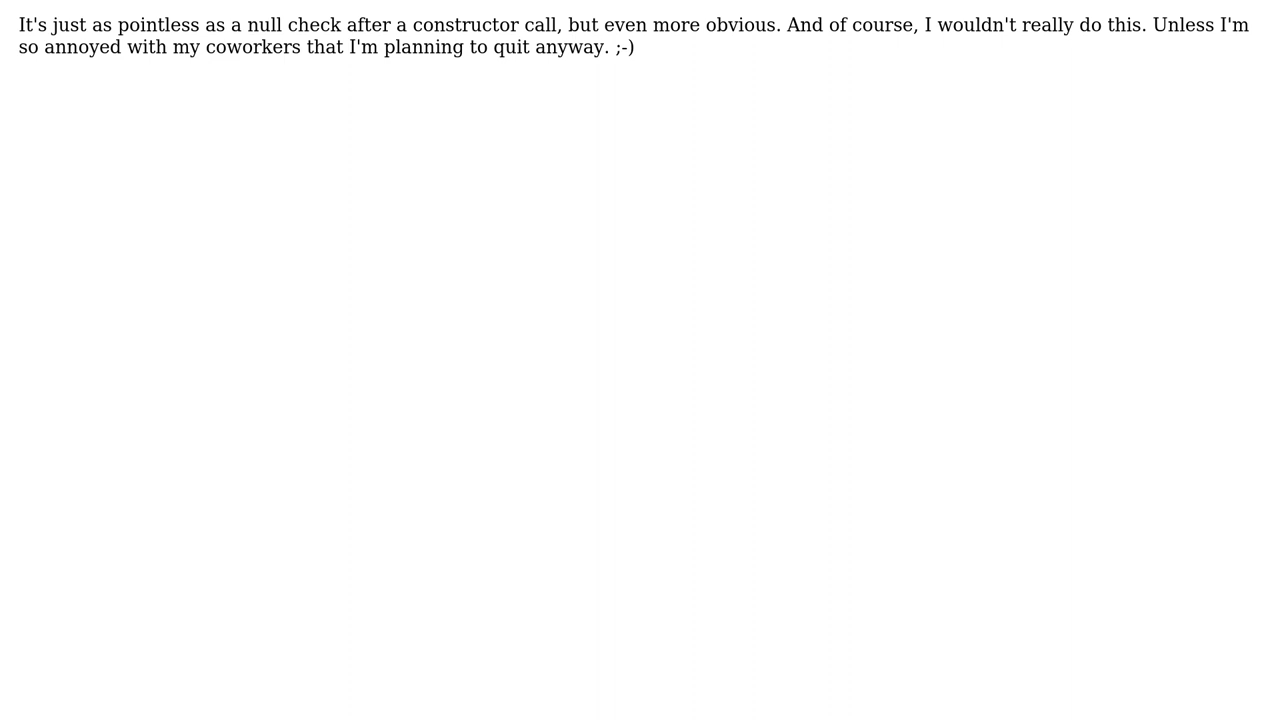 It's just as pointless as a null check after a constructor call, but even more obvious. And of course, I wouldn't really do this. Unless I'm
so annoyed with my coworkers that I'm planning to quit anyway. ;-)